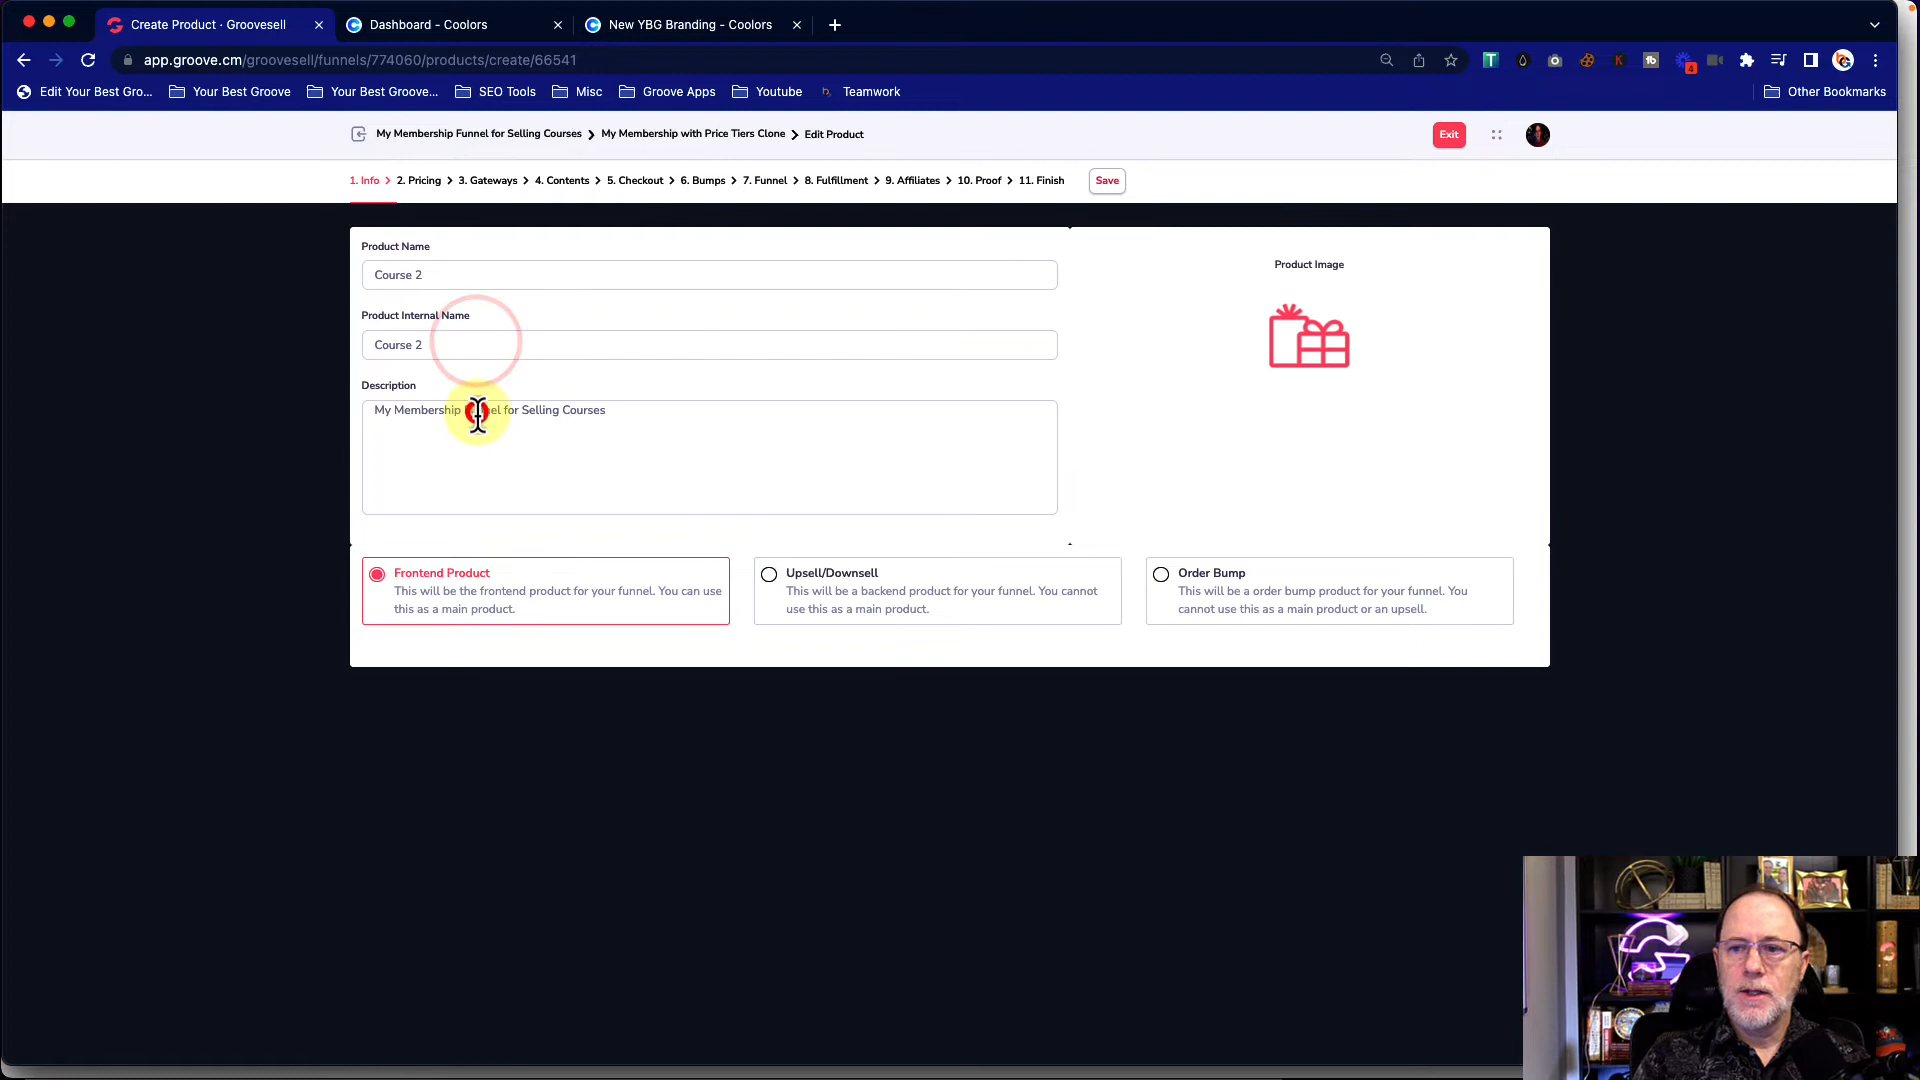 Create Product · Groovesell
Dashboard - Coolors
New YBG Branding - Coolors
app.groove.cm/groovesell/funnels/774060/products/create/66541
Edit Your Best Gro...
Your Best Groove
Your Best Groove...
SEO Tools
Misc
Groove Apps
Youtube
Teamwork
Other Bookmarks
My Membership Funnel for Selling Courses
My Membership with Price Tiers Clone
Edit Product
Exit
1. Info
2. Pricing
3. Gateways
4. Contents
5. Checkout
6. Bumps
7. Funnel
8. Fulfillment
9. Affiliates
10. Proof
11. Finish
Save
Product Name
Course 2
Product Internal Name
Course 2
Description
My Membership Funnel for Selling Courses
Product Image
Frontend Product
This will be the frontend product for your funnel. You can use
this as a main product.
Upsell/Downsell
This will be a backend product for your funnel. You cannot
use this as a main product.
Order Bump
This will be a order bump product for your funnel. You
cannot use this as a main product or an upsell.